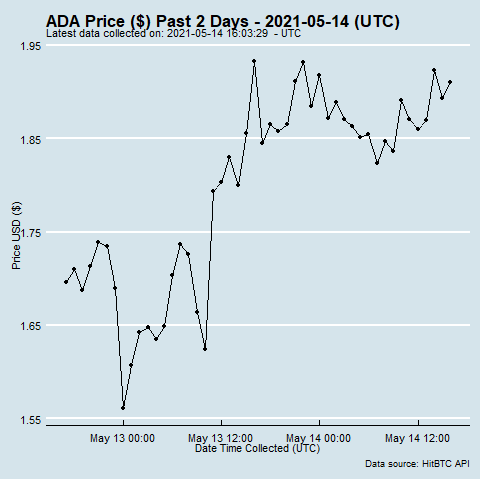 ADA Price ($) Past 2 Days - 2021-05-14 (UTC)
Latest data collected on: 2021-05-14 16:03:29  - UTC
1.95
1.85
1.75
1.65
1.55
Price USD ($)
May 13 00:00
May 13 12:00
May 14 00:00
May 14 12:00
Date Time Collected (UTC)
Data source: HitBTC API